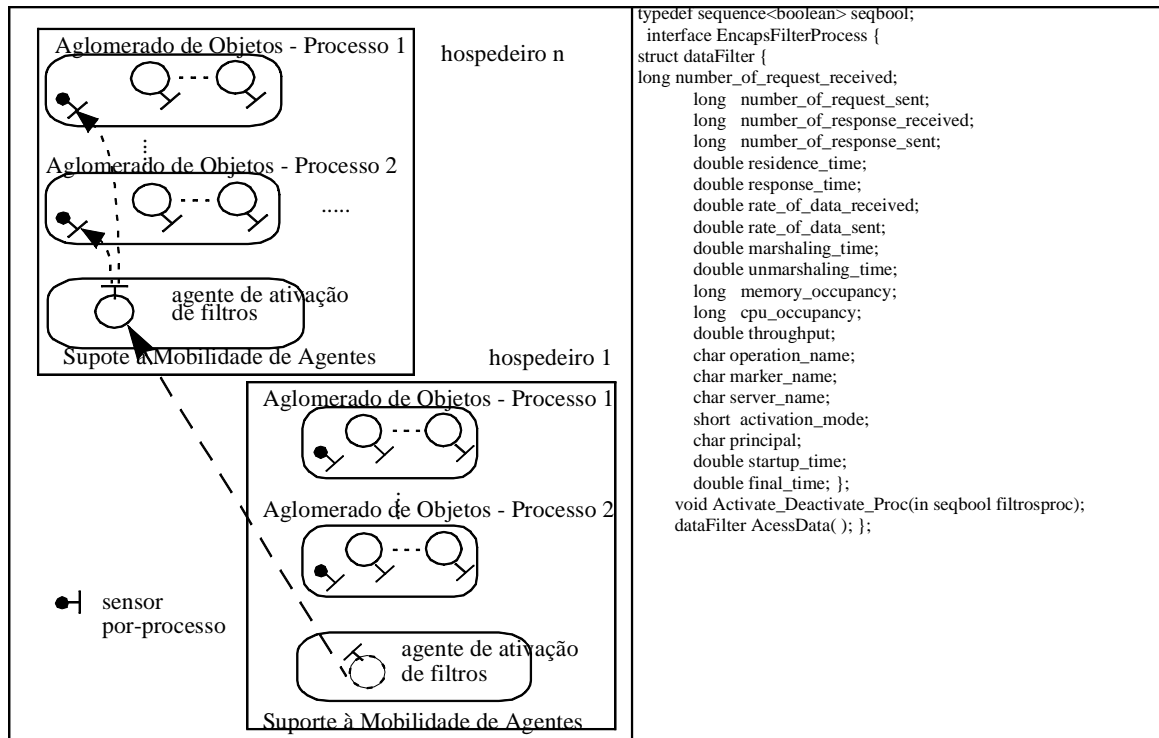 Aglomerado de Objetos - Processo 1
hospedeiro n
Aglomerado de Objetos - Processo 2
.....
agente de ativação
de filtros
Supote à Mobilidade de Agentes
hospedeiro 1
Aglomerado de Objetos - Processo 1
Aglomerado de Objetos - Processo 2
sensor
por-processo
agente de ativação
de filtros
Suporte à Mobilidade de Agentes
typedef sequence<boolean> seqbool;
interface EncapsFilterProcess {
struct dataFilter {
long number_of_request_received;
long number_of_request_sent;
long number_of_response_received;
long number_of_response_sent;
double residence_time;
double response_time;
double rate_of_data_received;
double rate_of_data_sent;
double marshaling_time;
double unmarshaling_time;
long memory_occupancy;
long cpu_occupancy;
double throughput;
char operation_name;
char marker_name;
char server_name;
short activation_mode;
char principal;
double startup_time;
double final_time; };
void Activate_Deactivate_Proc(in seqbool filtrosproc);
dataFilter AcessData( ); };